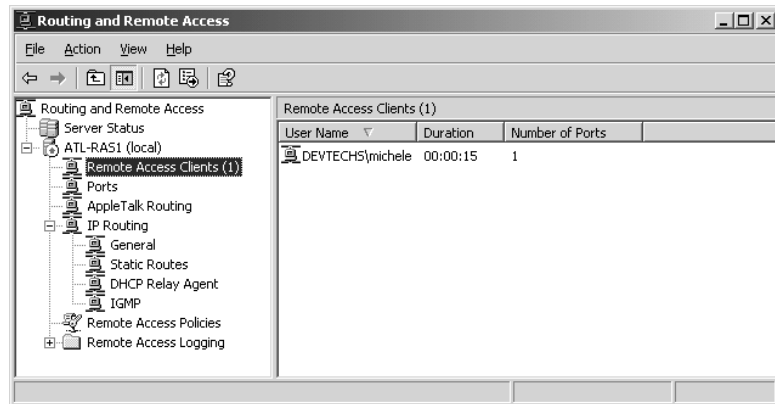 Routing and Remote Access
File Action View Help
Routing and Remote Access
Server Status
ATL-RAS1 (local)
Remote Access Clients (1)
Ports
AppleTalk Routing
IP Routing
General
Static Routes
DHCP Relay Agent
IGMP
Remote Access Policies
Remote Access Logging
Remote Access Clients (1)
User Name Duration Number of Ports
DEVTECHS\michele 00:00:15 1